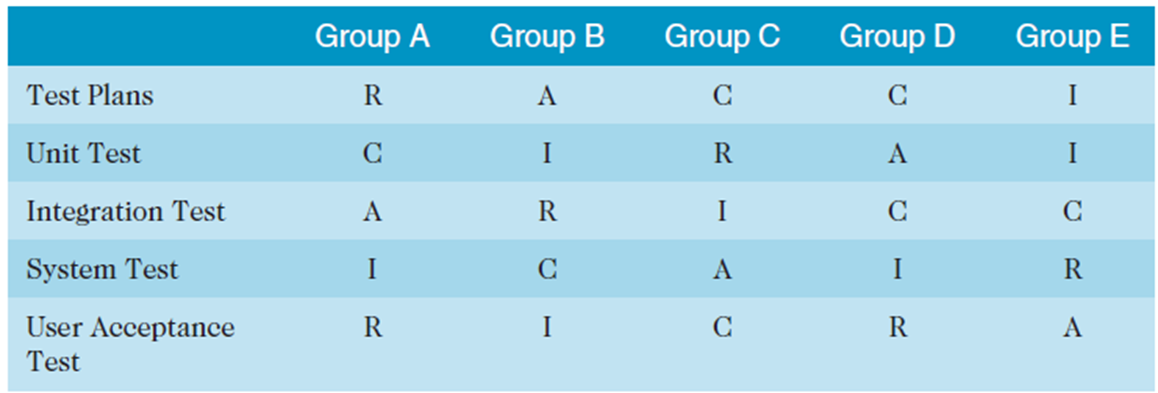 Group A Group B Group C Group D Group E
Test Plans R A C C I
Unit Test C I R A I
Integration Test A R I C C
System Test I C A I R
User Acceptance R I C R A
Test